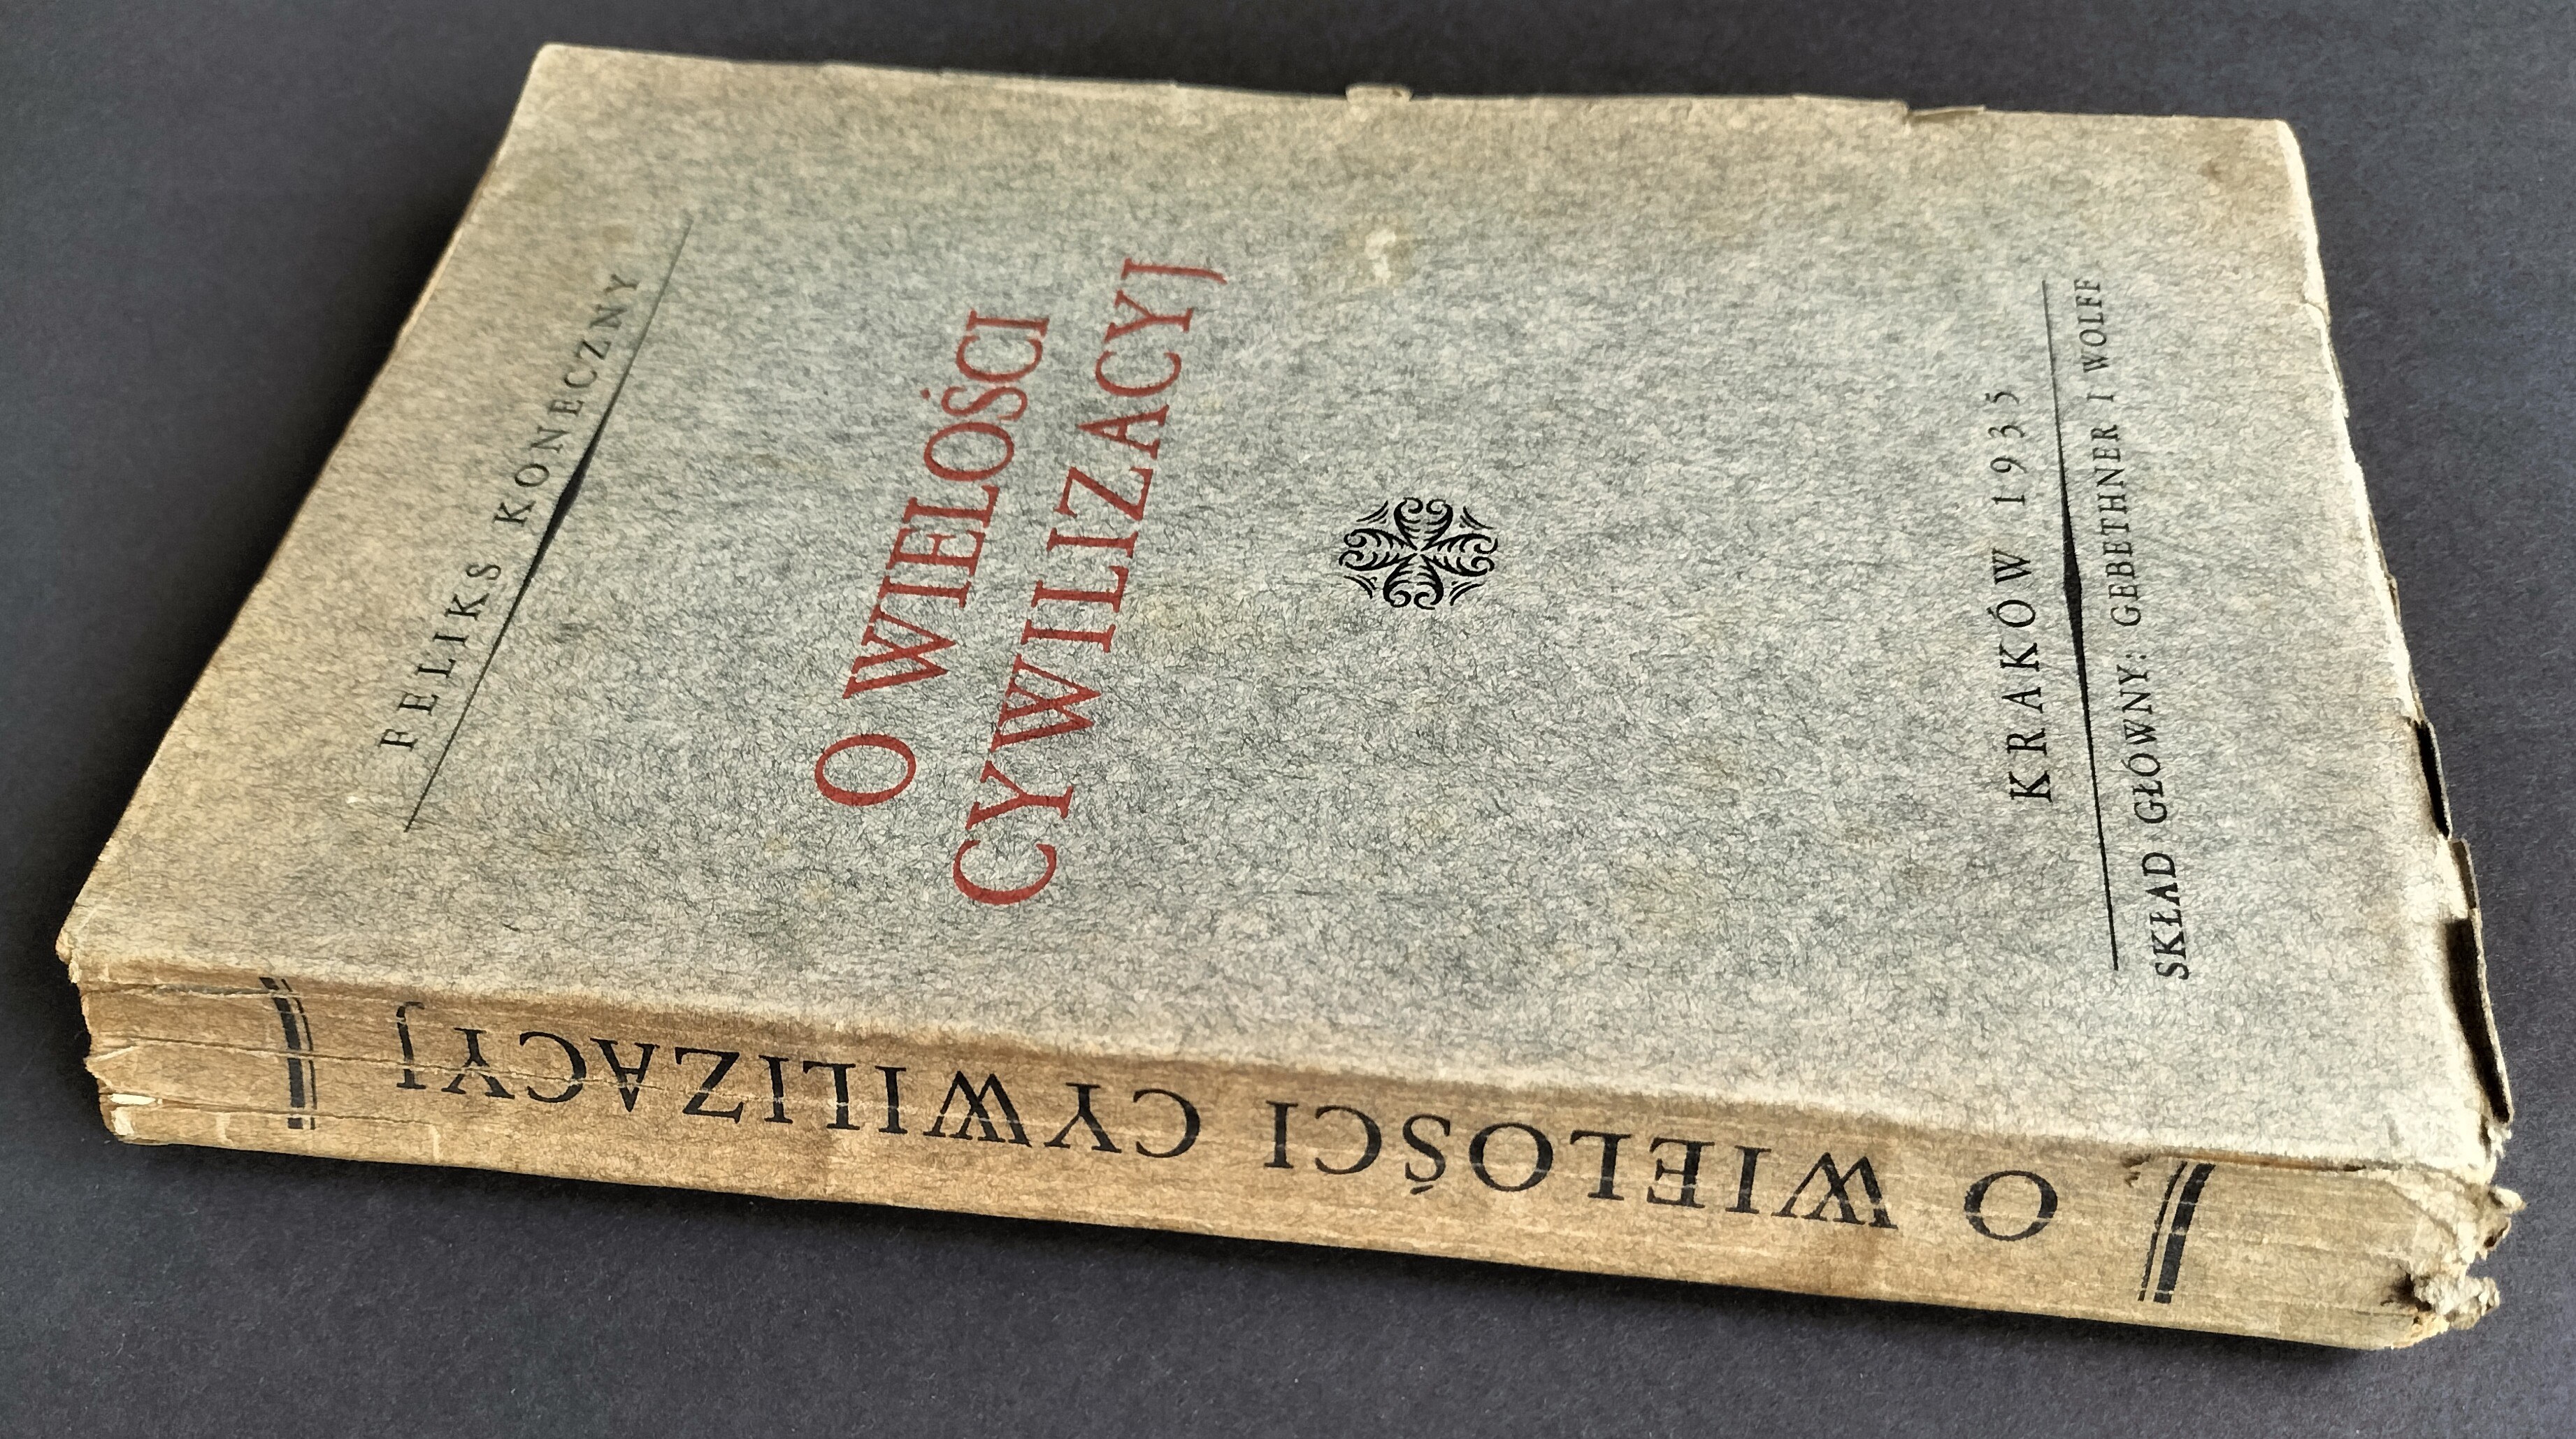 FELIKS KONECZNY
O WIELOŚCI
CYWILIZACYJ
KRAKÓW 1935
SKŁAD GŁÓWNY: GEBETHNER I WOLFF
O WIELOŚCI CYWILIZACYJ